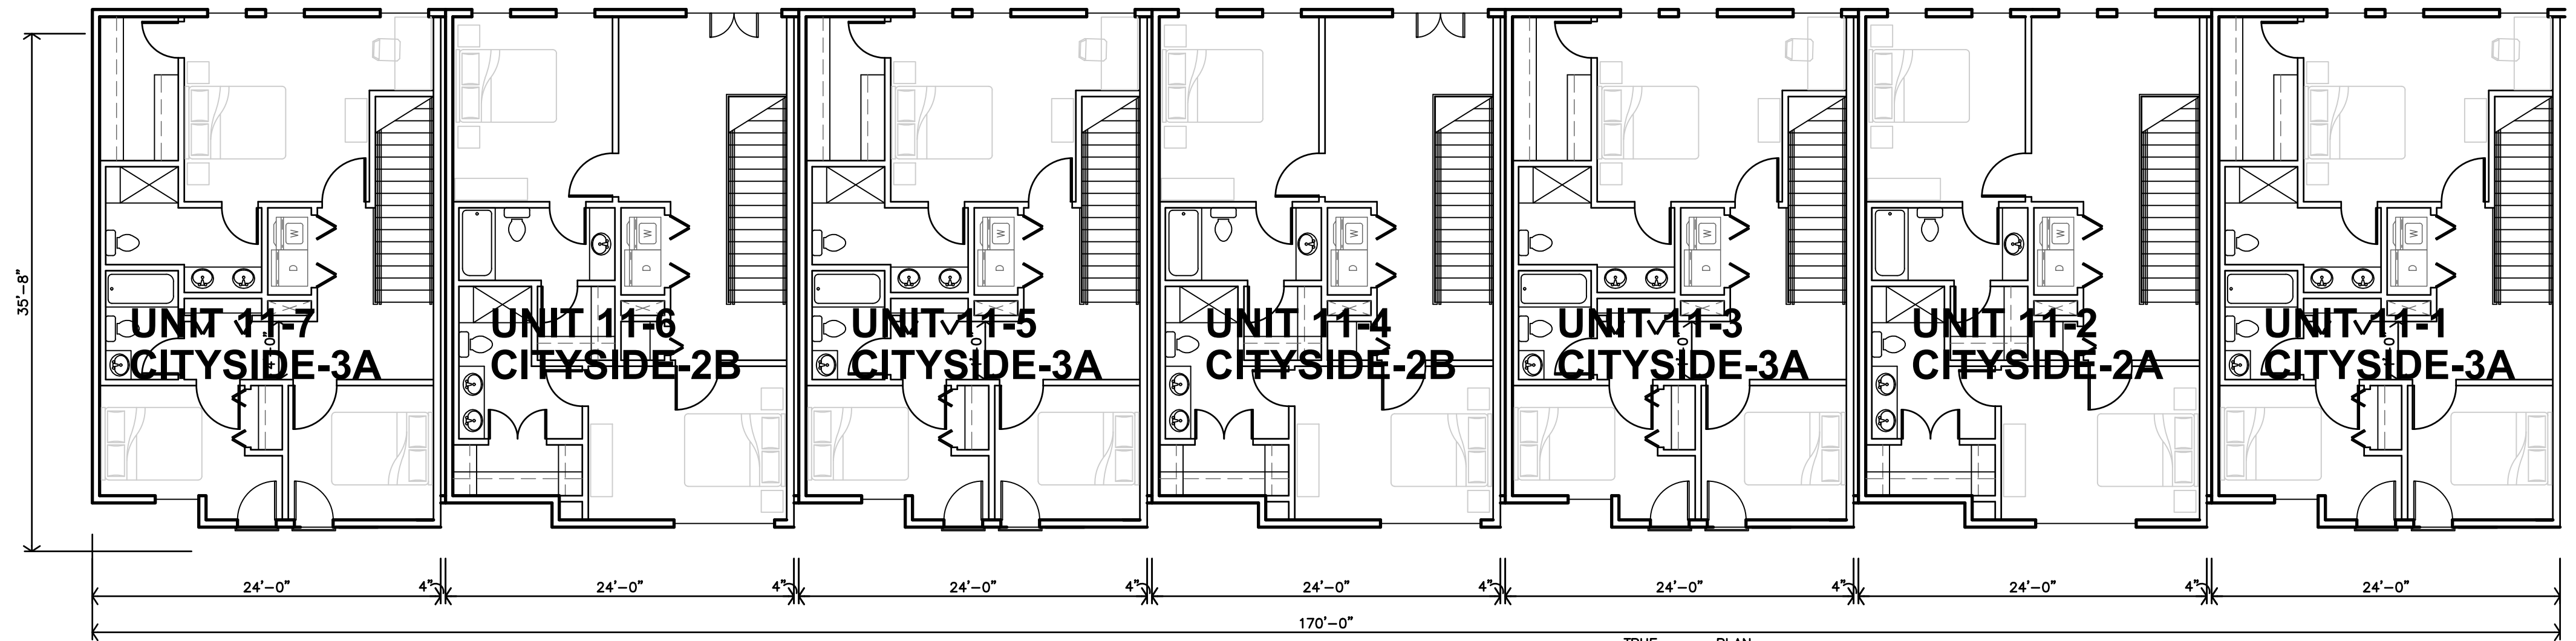 35'-8"
W
D
W
D
W
D
W
D
W
D
W
D
W
D
UNIT 11-7
CITYSIDE-3A
UNIT 11-6
CITYSIDE-2B
UNIT 11-5
CITYSIDE-3A
UNIT 11-4
CITYSIDE-2B
UNIT 11-3
CITYSIDE-3A
UNIT 11-2
CITYSIDE-2A
UNIT 11-1
CITYSIDE-3A
24'-0" 4" 24'-0" 4" 24'-0" 4" 24'-0" 4" 24'-0" 4" 24'-0" 4" 24'-0"
170'-0"
TRUE PLAN